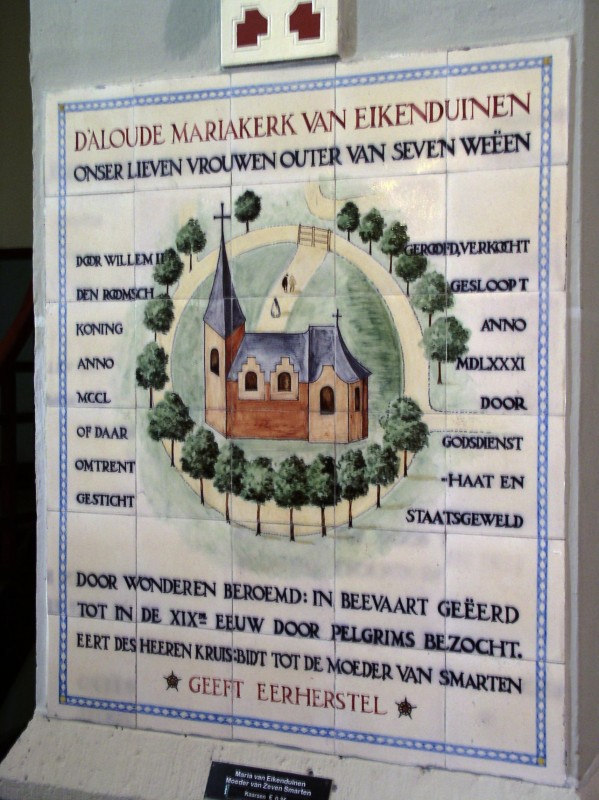 D'ALOUDE MARIAKERK VAN EIKENDUINEN
ONSER LIEVEN VROUWEN OUTER VAN SEVEN WEËEN
DOOR WILLEM II
DEN ROOMSCH
KONING
ANNO
MCCL
OF DAAR
OMTRENT
GESTICHT
GEROOFD, VERKOCHT
GESLOOPT
ANNO
MDLXXXI
DOOR
GODSDIENST
-HAAT EN
STAATSGEWELD
DOOR WONDEREN BEROEMD: IN BEEVAART GEËERD
TOT IN DE XIXDE EEUW DOOR PELGRIMS BEZOCHT.
EERT DES HEEREN KRUIS: BIDT TOT DE MOEDER VAN SMARTEN
GEEFT EERHERSTEL
Maria van Eikenduinen
Moeder van Zeven Smarten
Kaarsen €